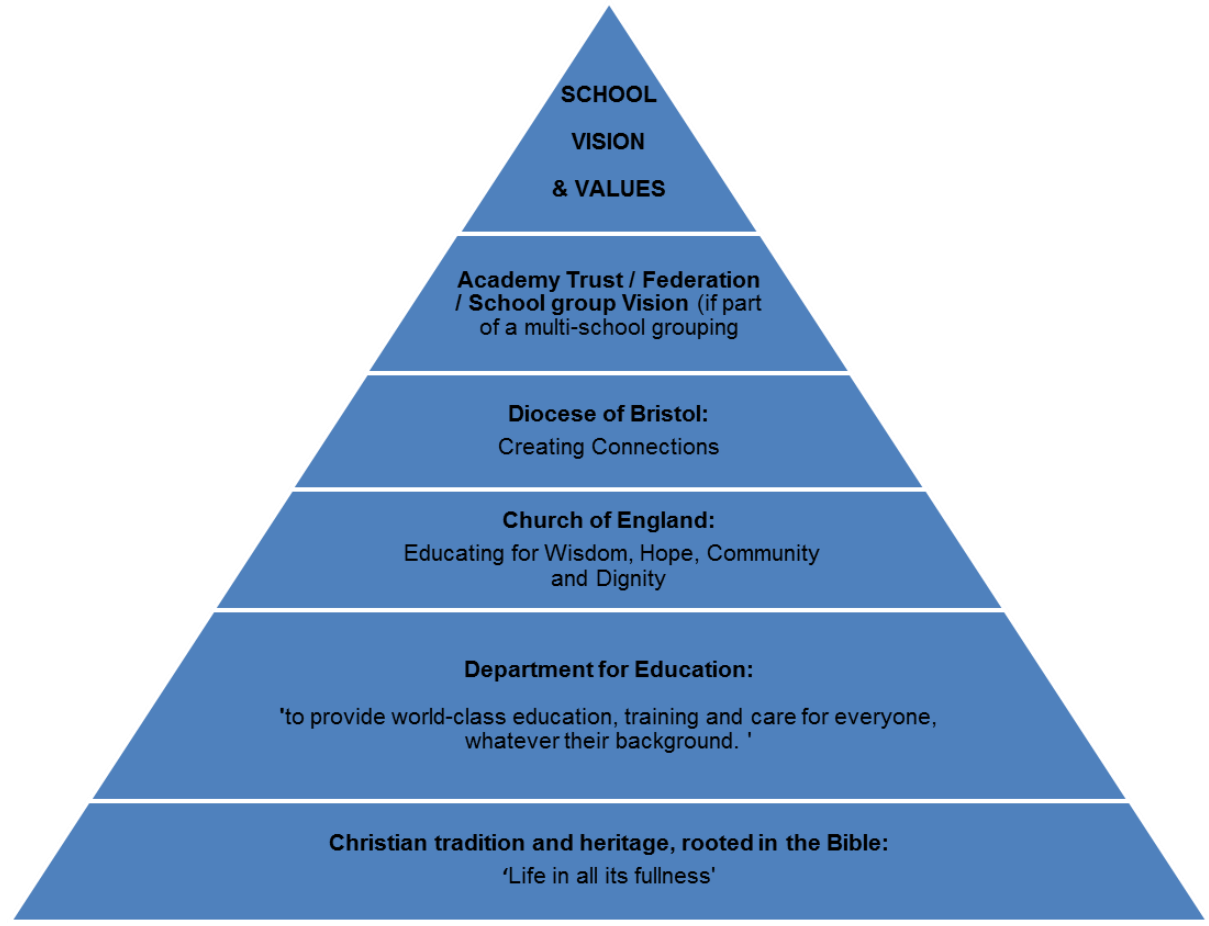 SCHOOL
VISION
& VALUES
Academy Trust / Federation
/ School group Vision (if part
of a multi-school grouping
Diocese of Bristol:
Creating Connections
Church of England:
Educating for Wisdom, Hope, Community
and Dignity
Department for Education:
'to provide world-class education, training and care for everyone,
whatever their background. '
Christian tradition and heritage, rooted in the Bible:
‘Life in all its fullness'